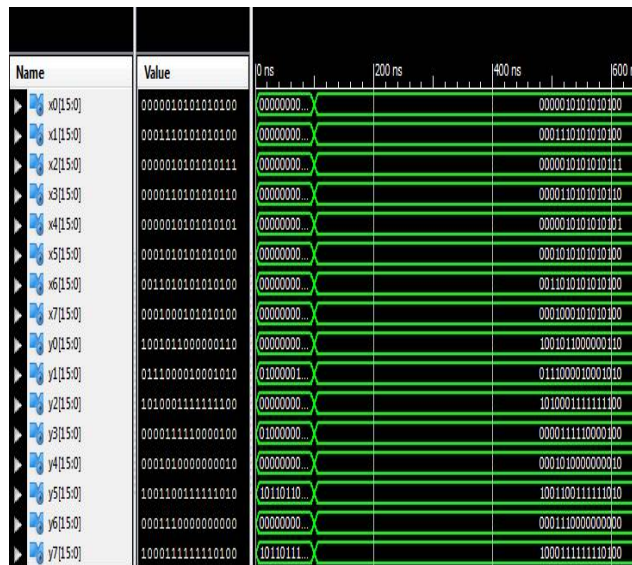 Name Value 0 ns 200 ns 400 ns 600
x0[15:0] 0000010101010100 00000000... 0000010101010100
x1[15:0] 0001110101010100 00000000... 0001110101010100
x2[15:0] 0000010101010111 00000000... 0000010101010111
x3[15:0] 0000110101010110 00000000... 0000110101010110
x4[15:0] 0000010101010101 00000000... 0000010101010101
x5[15:0] 0001010101010100 00000000... 0001010101010100
x6[15:0] 0011010101010100 00000000... 0011010101010100
x7[15:0] 0001000101010100 00000000... 0001000101010100
y0[15:0] 1001011000000110 00000000... 1001011000000110
y1[15:0] 0111000010001010 01000001... 0111000010001010
y2[15:0] 1010001111111100 00000000... 1010001111111100
y3[15:0] 0000111110000100 01000000... 0000111110000100
y4[15:0] 0001010000000010 00000000... 0001010000000010
y5[15:0] 1001100111111010 10110110... 1001100111111010
y6[15:0] 0001110000000000 00000000... 0001110000000000
y7[15:0] 1000111111110100 10110111... 1000111111110100